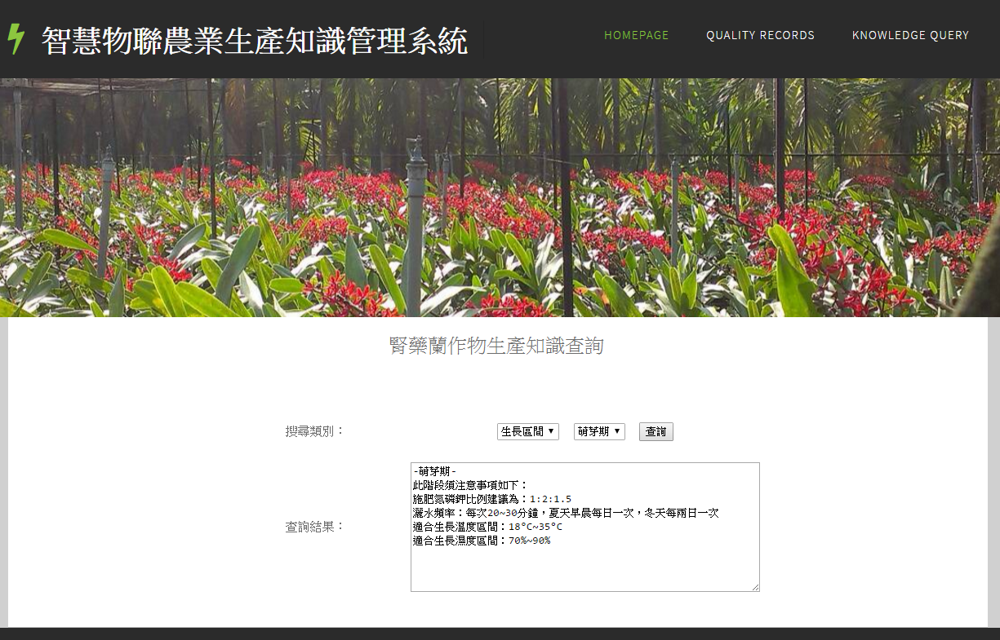 智慧物聯農業生產知識管理系統
HOMEPAGE
QUALITY RECORDS
KNOWLEDGE QUERY
腎藥蘭作物生產知識查詢
搜尋類別：
生長區間
萌芽期
查詢
查詢結果：
-萌芽期-
此階段須注意事項如下：
施肥氮磷鉀比例建議為：1:2:1.5
灑水頻率：每次20~30分鐘，夏天早晨每日一次，冬天每兩日一次
適合生長溫度區間：18°C~35°C
適合生長濕度區間：70%~90%